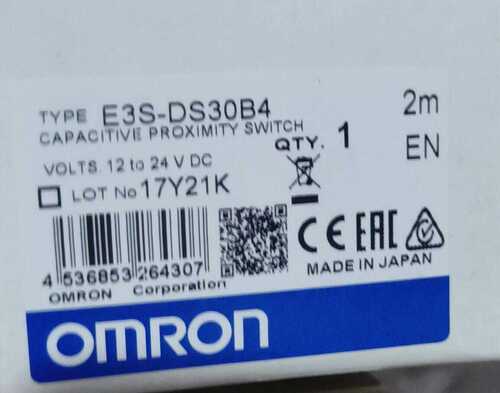 TYPE E3S-DS30B4 2m
CAPACITIVE PROXIMITY SWITCH
QTY. 1 EN
VOLTS. 12 to 24 V DC
LOT No 17Y21K
CE EAC
4 536853 264307
MADE IN JAPAN
OMRON Corporation
OMRON